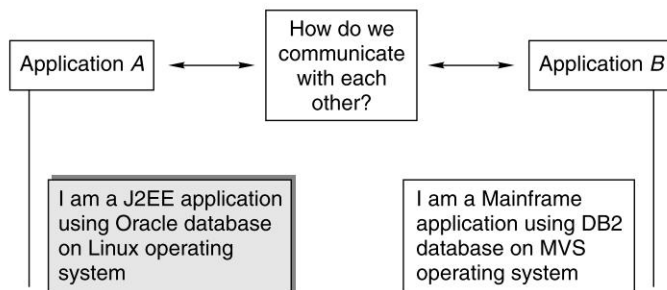 How do we
communicate
with each
other?
Application A
Application B
I am a J2EE application
using Oracle database
on Linux operating
system
I am a Mainframe
application using DB2
database on MVS
operating system